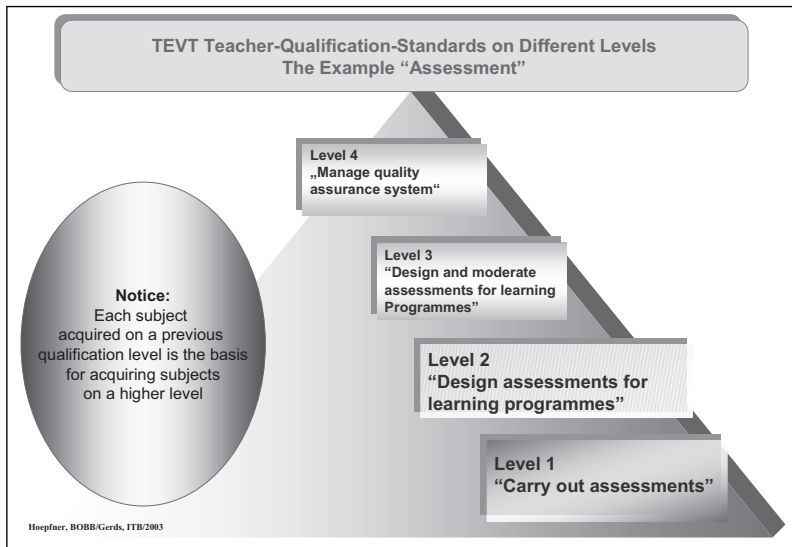 TEVT Teacher-Qualification-Standards on Different Levels
The Example “Assessment”
Level 4
„Manage quality
assurance system“
Level 3
“Design and moderate
assessments for learning
Programmes”
Notice:
Each subject
acquired on a previous
qualification level is the basis
for acquiring subjects
on a higher level
Level 2
“Design assessments for
learning programmes”
Level 1
“Carry out assessments”
Hoepfner, BOBB/Gerds, ITB/2003